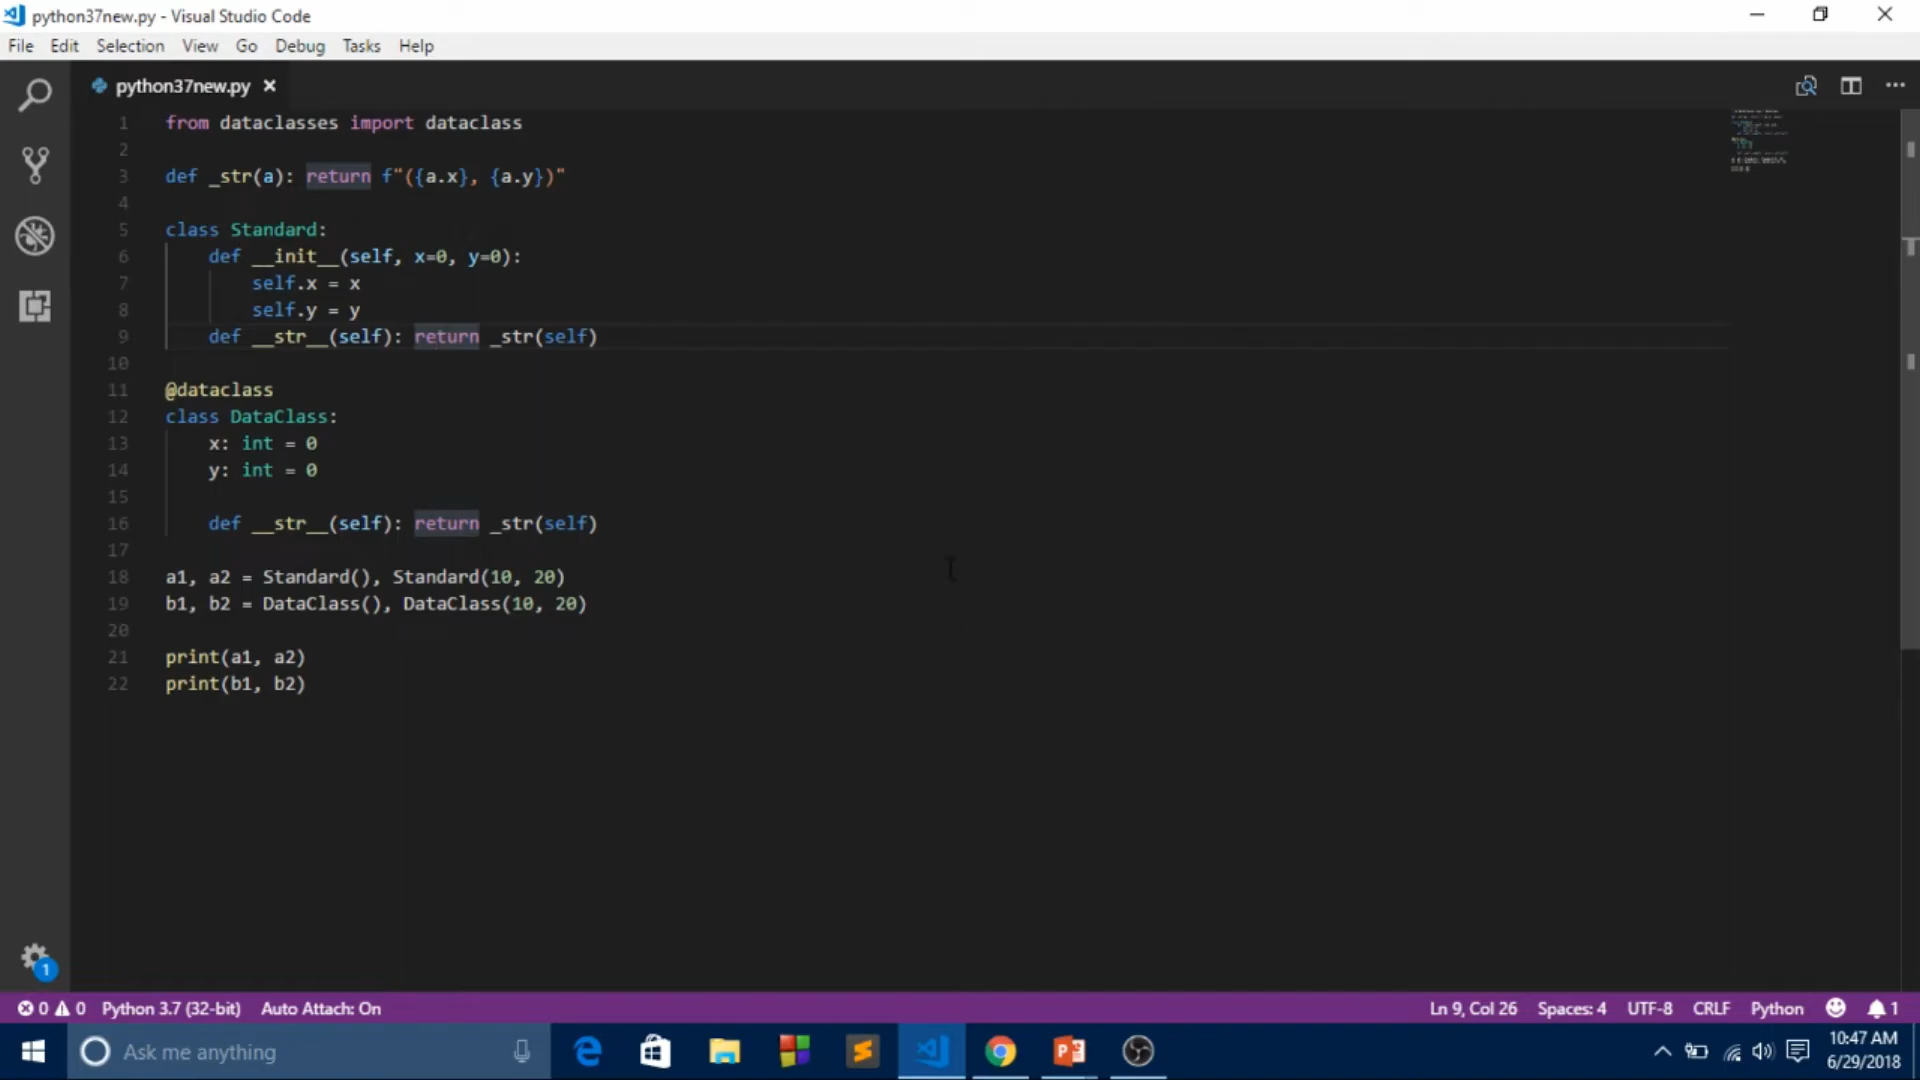 python37new.py - Visual Studio Code
File Edit Selection View Go Debug Tasks Help
python37new.py
1 from dataclasses import dataclass
2
3 def _str(a): return f"({a.x}, {a.y})"
4
5 class Standard:
6 def __init__(self, x=0, y=0):
7 self.x = x
8 self.y = y
9 def __str__(self): return _str(self)
10
11 @dataclass
12 class DataClass:
13 x: int = 0
14 y: int = 0
15
16 def __str__(self): return _str(self)
17
18 a1, a2 = Standard(), Standard(10, 20)
19 b1, b2 = DataClass(), DataClass(10, 20)
20
21 print(a1, a2)
22 print(b1, b2)
1
0 0 Python 3.7 (32-bit) Auto Attach: On Ln 9, Col 26 Spaces: 4 UTF-8 CRLF Python 1
Ask me anything
10:47 AM
6/29/2018